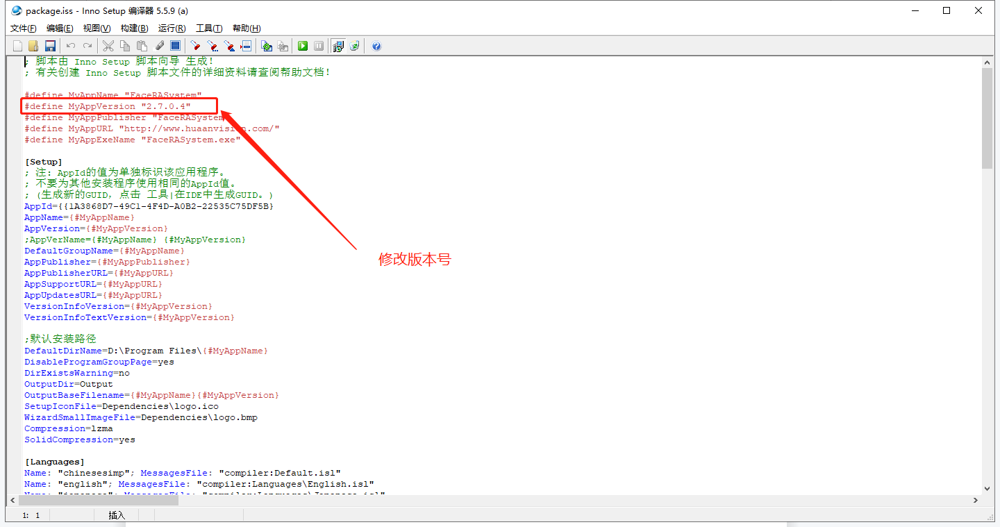 package.iss - Inno Setup 编译器 5.5.9 (a)
文件(F) 编辑(E) 视图(V) 构建(B) 运行(R) 工具(T) 帮助(H)
; 脚本由 Inno Setup 脚本向导 生成！
; 有关创建 Inno Setup 脚本文件的详细资料请查阅帮助文档！
#define MyAppName "FaceRASystem"
#define MyAppVersion "2.7.0.4"
#define MyAppPublisher "FaceRASystem"
#define MyAppURL "http://www.huaanvision.com/"
#define MyAppExeName "FaceRASystem.exe"
[Setup]
; 注: AppId的值为单独标识该应用程序。
; 不要为其他安装程序使用相同的AppId值。
; (生成新的GUID，点击 工具|在IDE中生成GUID。)
AppId={{1A3868D7-49C1-4F4D-A0B2-22535C75DF5B}
AppName={#MyAppName}
AppVersion={#MyAppVersion}
;AppVerName={#MyAppName} {#MyAppVersion}
DefaultGroupName={#MyAppName}
修改版本号
AppPublisher={#MyAppPublisher}
AppPublisherURL={#MyAppURL}
AppSupportURL={#MyAppURL}
AppUpdatesURL={#MyAppURL}
VersionInfoVersion={#MyAppVersion}
VersionInfoTextVersion={#MyAppVersion}
;默认安装路径
DefaultDirName=D:\Program Files\{#MyAppName}
DisableProgramGroupPage=yes
DirExistsWarning=no
OutputDir=Output
OutputBaseFilename={#MyAppName}{#MyAppVersion}
SetupIconFile=Dependencies\logo.ico
WizardSmallImageFile=Dependencies\logo.bmp
Compression=lzma
SolidCompression=yes
[Languages]
Name: "chinesesimp"; MessagesFile: "compiler:Default.isl"
Name: "english"; MessagesFile: "compiler:Languages\English.isl"
Name: "japanese"; MessagesFile: "compiler:Languages\Japanese.isl"
1: 1 插入